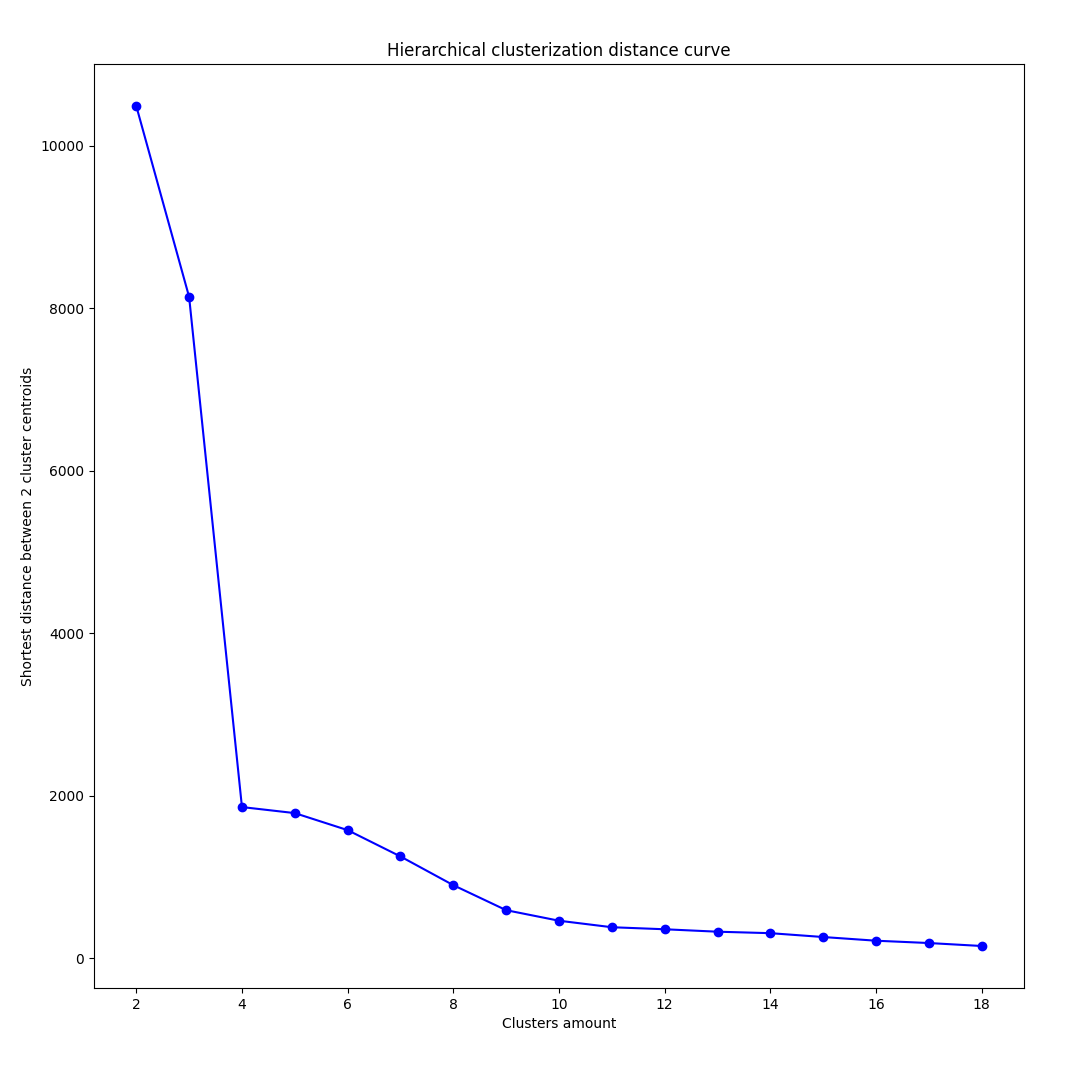 Hierarchical clusterization distance curve
10000
8000
6000
4000
2000
0
Shortest distance between 2 cluster centroids
2 4 6 8 10 12 14 16 18
Clusters amount